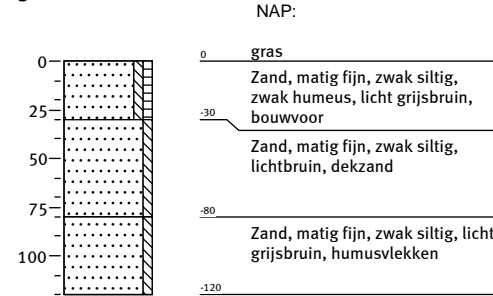 NAP:
0
25
50
75
100
0
gras
Zand, matig fijn, zwak siltig,
zwak humeus, licht grijsbruin,
bouwvoor
-30
Zand, matig fijn, zwak siltig,
lichtbruin, dekzand
-80
Zand, matig fijn, zwak siltig, licht
grijsbruin, humusvlekken
-120